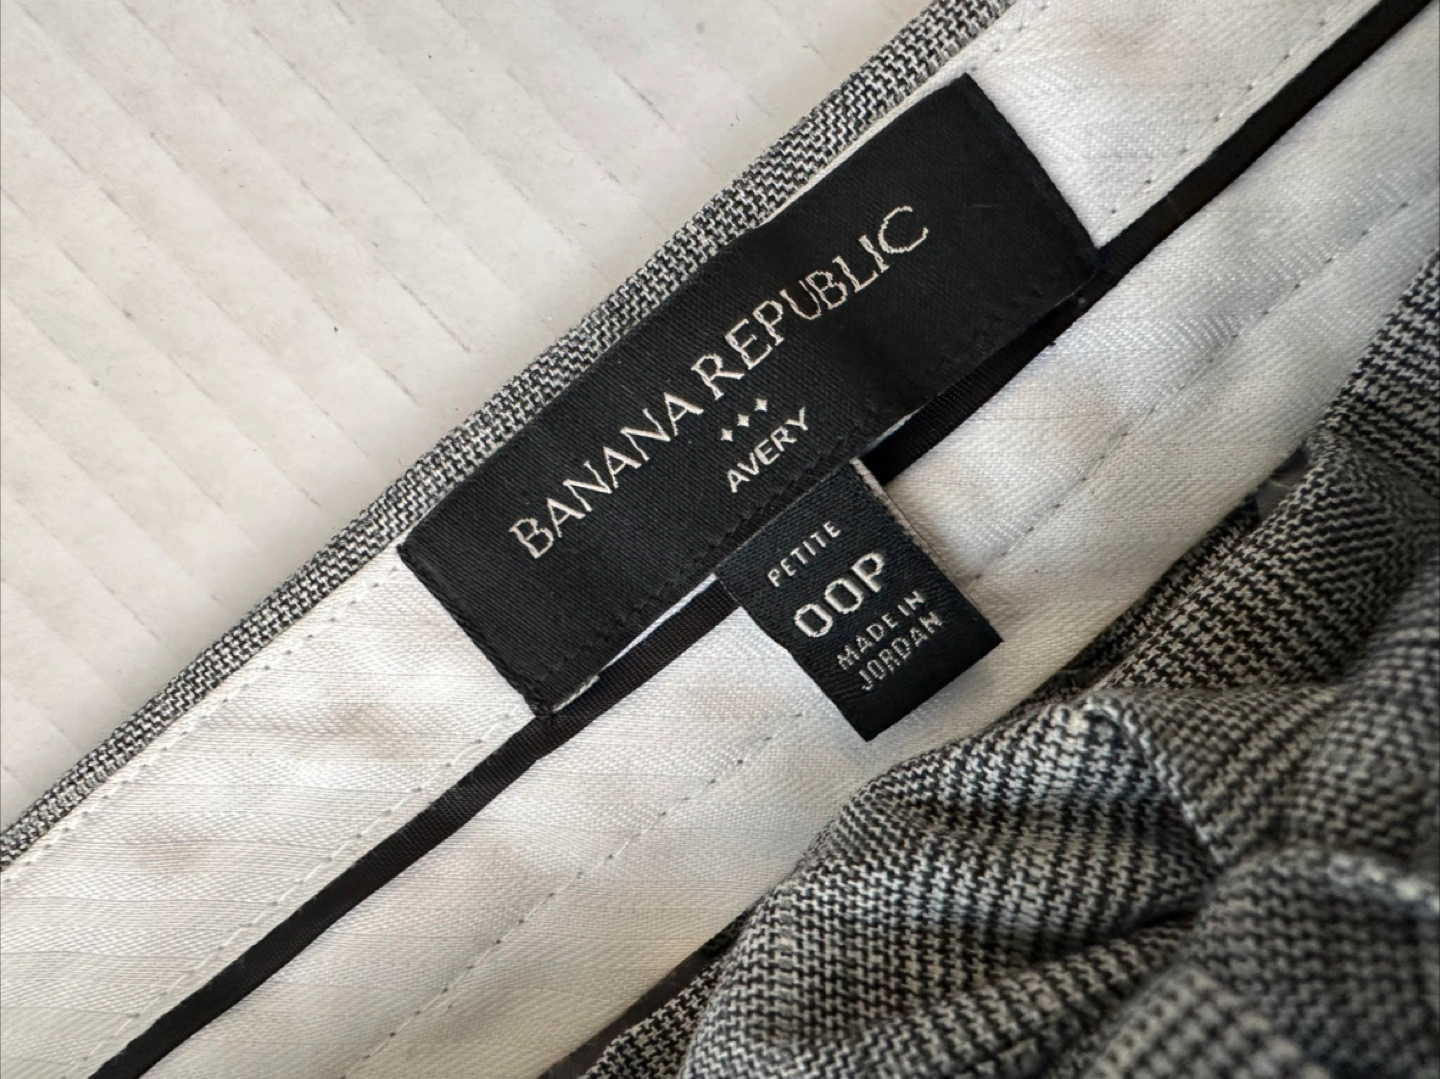 BANANA REPUBLIC
AVERY
PETITE
00P
MADE IN
JORDAN